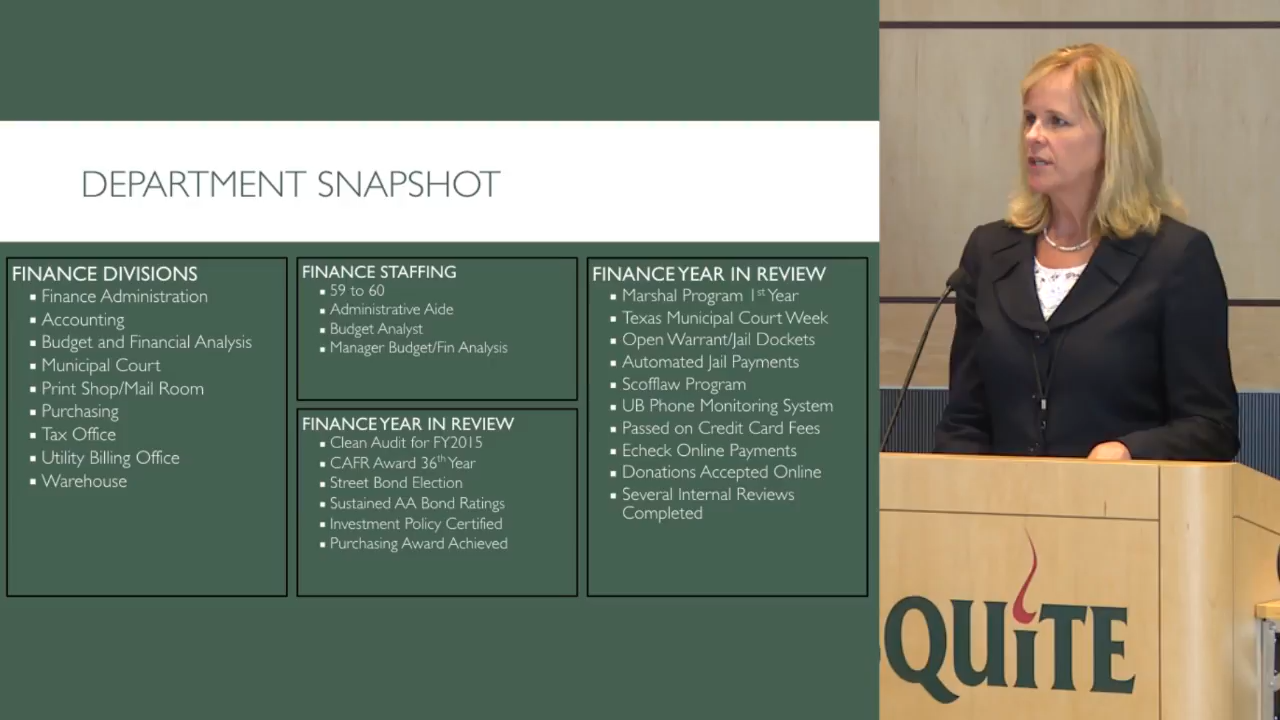 DEPARTMENT SNAPSHOT
FINANCE DIVISIONS
▪ Finance Administration
▪ Accounting
▪ Budget and Financial Analysis
▪ Municipal Court
▪ Print Shop/Mail Room
▪ Purchasing
▪ Tax Office
▪ Utility Billing Office
▪ Warehouse
FINANCE STAFFING
▪ 59 to 60
▪ Administrative Aide
▪ Budget Analyst
▪ Manager Budget/Fin Analysis
FINANCE YEAR IN REVIEW
▪ Clean Audit for FY2015
▪ CAFR Award 36th Year
▪ Street Bond Election
▪ Sustained AA Bond Ratings
▪ Investment Policy Certified
▪ Purchasing Award Achieved
FINANCE YEAR IN REVIEW
▪ Marshal Program 1st Year
▪ Texas Municipal Court Week
▪ Open Warrant/Jail Dockets
▪ Automated Jail Payments
▪ Scofflaw Program
▪ UB Phone Monitoring System
▪ Passed on Credit Card Fees
▪ Echeck Online Payments
▪ Donations Accepted Online
▪ Several Internal Reviews
Completed
QUiTE